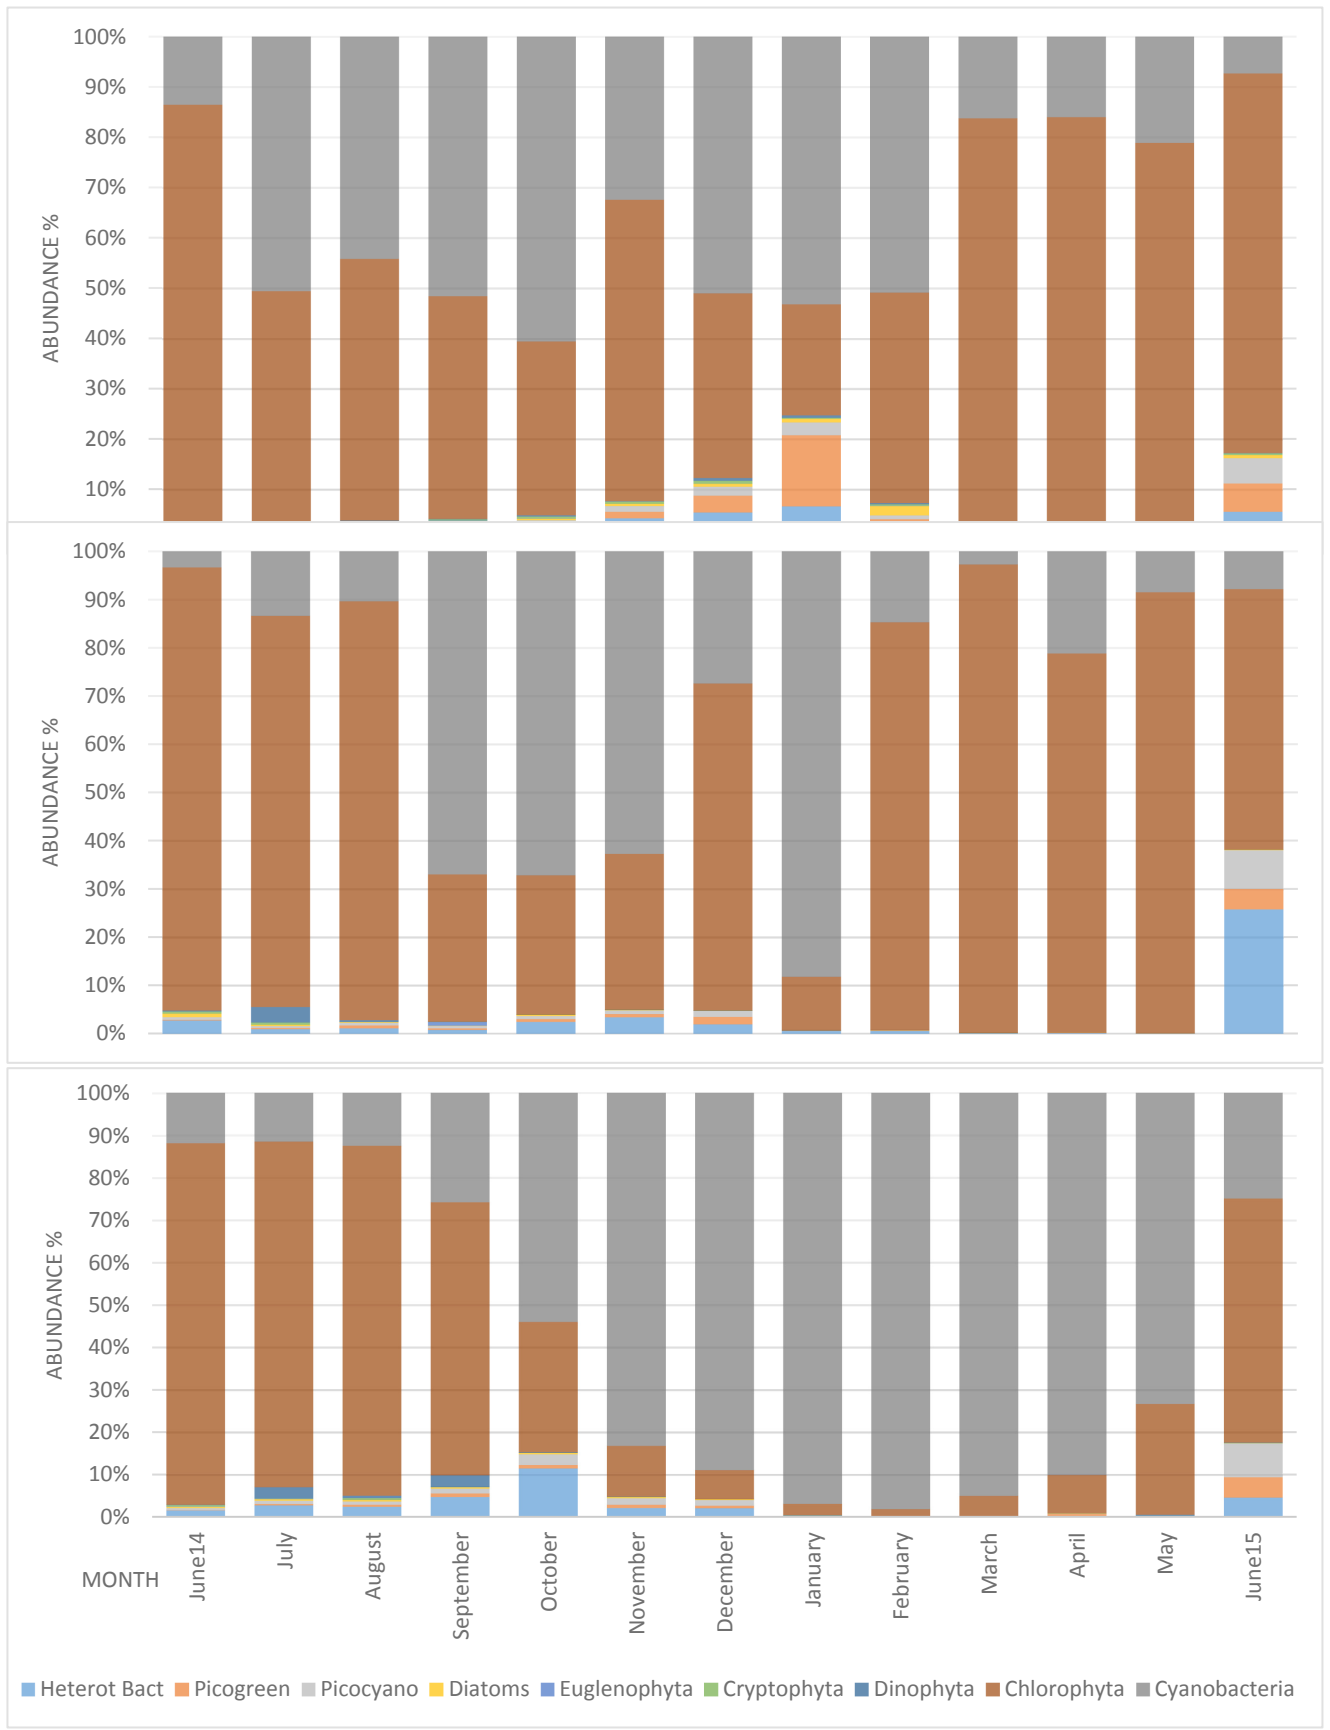 100%
90%
80%
70%
60%
50%
40%
30%
20%
10%
ABUNDANCE %
100%
90%
80%
70%
60%
50%
40%
30%
20%
10%
0%
ABUNDANCE %
100%
90%
80%
70%
60%
50%
40%
30%
20%
10%
0%
ABUNDANCE %
MONTH
June14
July
August
September
October
November
December
January
February
March
April
May
June15
Heterot Bact Picogreen Picocyano Diatoms Euglenophyta Cryptophyta Dinophyta Chlorophyta Cyanobacteria